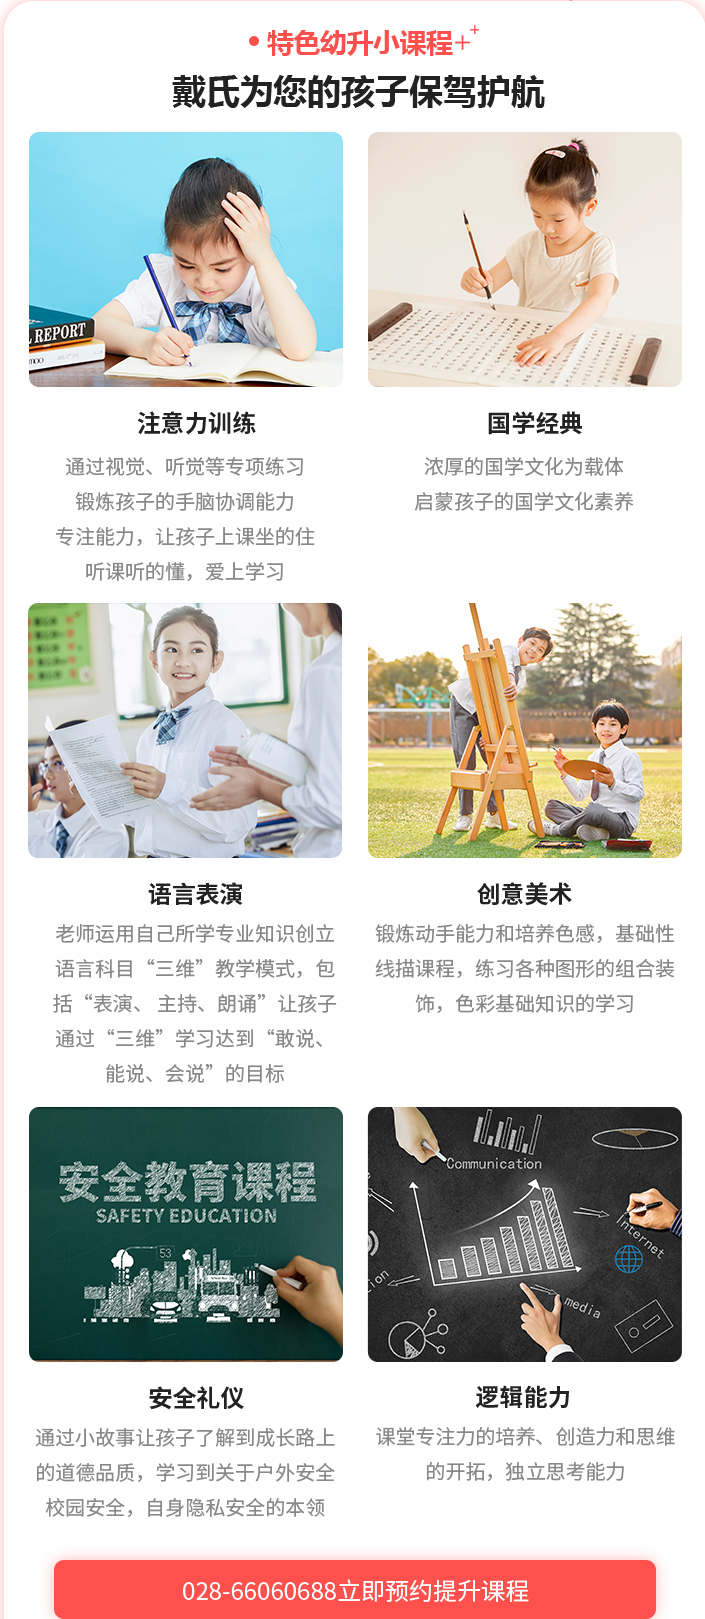 特色幼升小课程++
戴氏为您的孩子保驾护航
REPORT
注意力训练
通过视觉、听觉等专项练习
锻炼孩子的手脑协调能力
专注能力，让孩子上课坐的住
听课听的懂，爱上学习
国学经典
浓厚的国学文化为载体
启蒙孩子的国学文化素养
语言表演
老师运用自己所学专业知识创立
语言科目“三维”教学模式，包
括“表演、主持、朗诵”让孩子
通过“三维”学习达到“敢说、
能说、会说”的目标
创意美术
锻炼动手能力和培养色感，基础性
线描课程，练习各种图形的组合装
饰，色彩基础知识的学习
安全教育课程
SAFETY EDUCATION
53
安全礼仪
通过小故事让孩子了解到成长路上
的道德品质，学习到关于户外安全
校园安全，自身隐私安全的本领
Communication
Internet
media
逻辑能力
课堂专注力的培养、创造力和思维
的开拓，独立思考能力
028-66060688立即预约提升课程